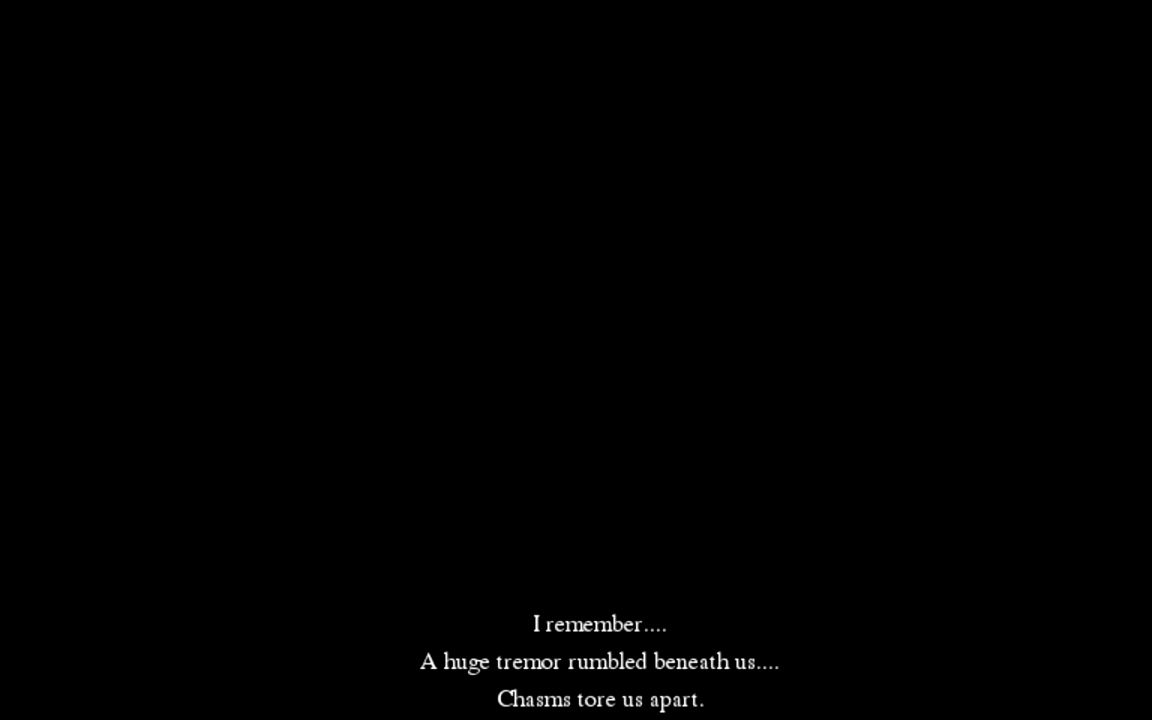 I remember....
A huge tremor rumbled beneath us....
Chasms tore us apart.